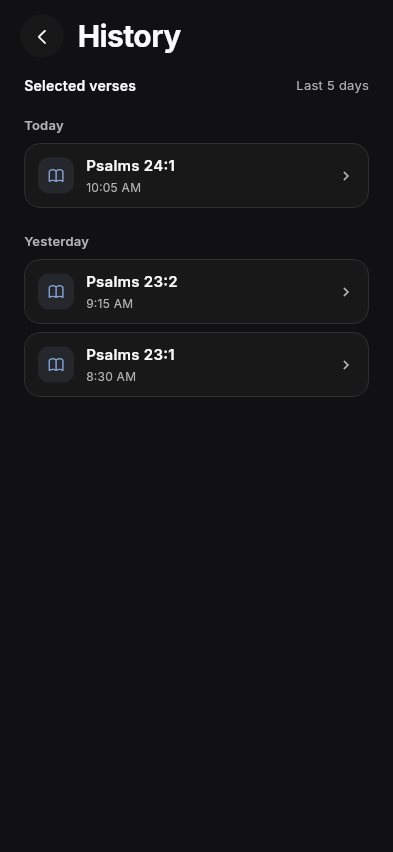 History
Selected verses
Last 5 days
Today
Psalms 24:1
10:05 AM
Yesterday
Psalms 23:2
9:15 AM
Psalms 23:1
8:30 AM